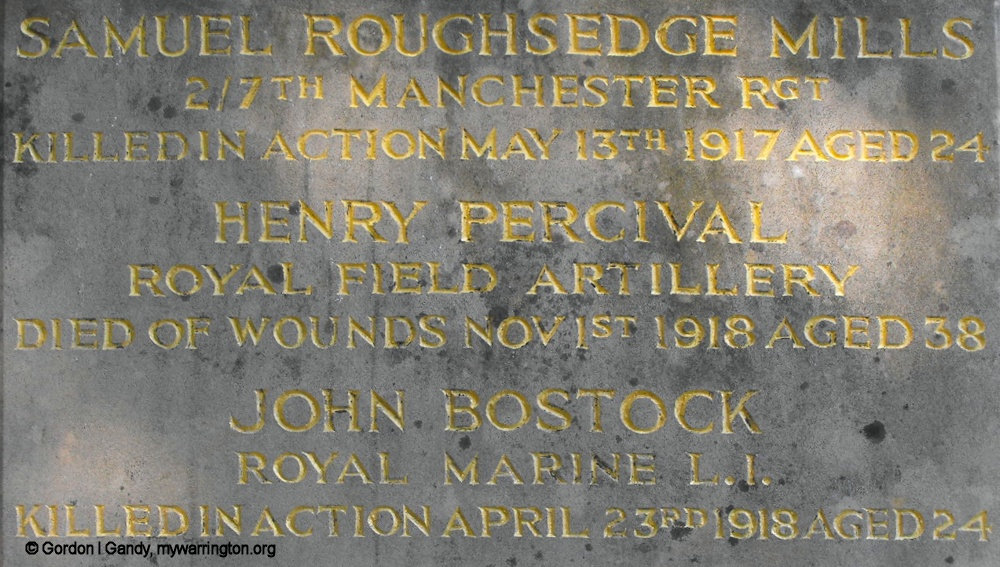 SAMUEL ROUGHSEDGE MILLS
2/7TH MANCHESTER RGT
KILLED IN ACTION MAY 13TH 1917 AGED 24
HENRY PERCIVAL
ROYAL FIELD ARTILLERY
DIED OF WOUNDS NOV 1ST 1918 AGED 38
JOHN BOSTOCK
ROYAL MARINE L.I.
KILLED IN ACTION APRIL 23RD 1918 AGED 24
© Gordon I Gandy, mywarrington.org